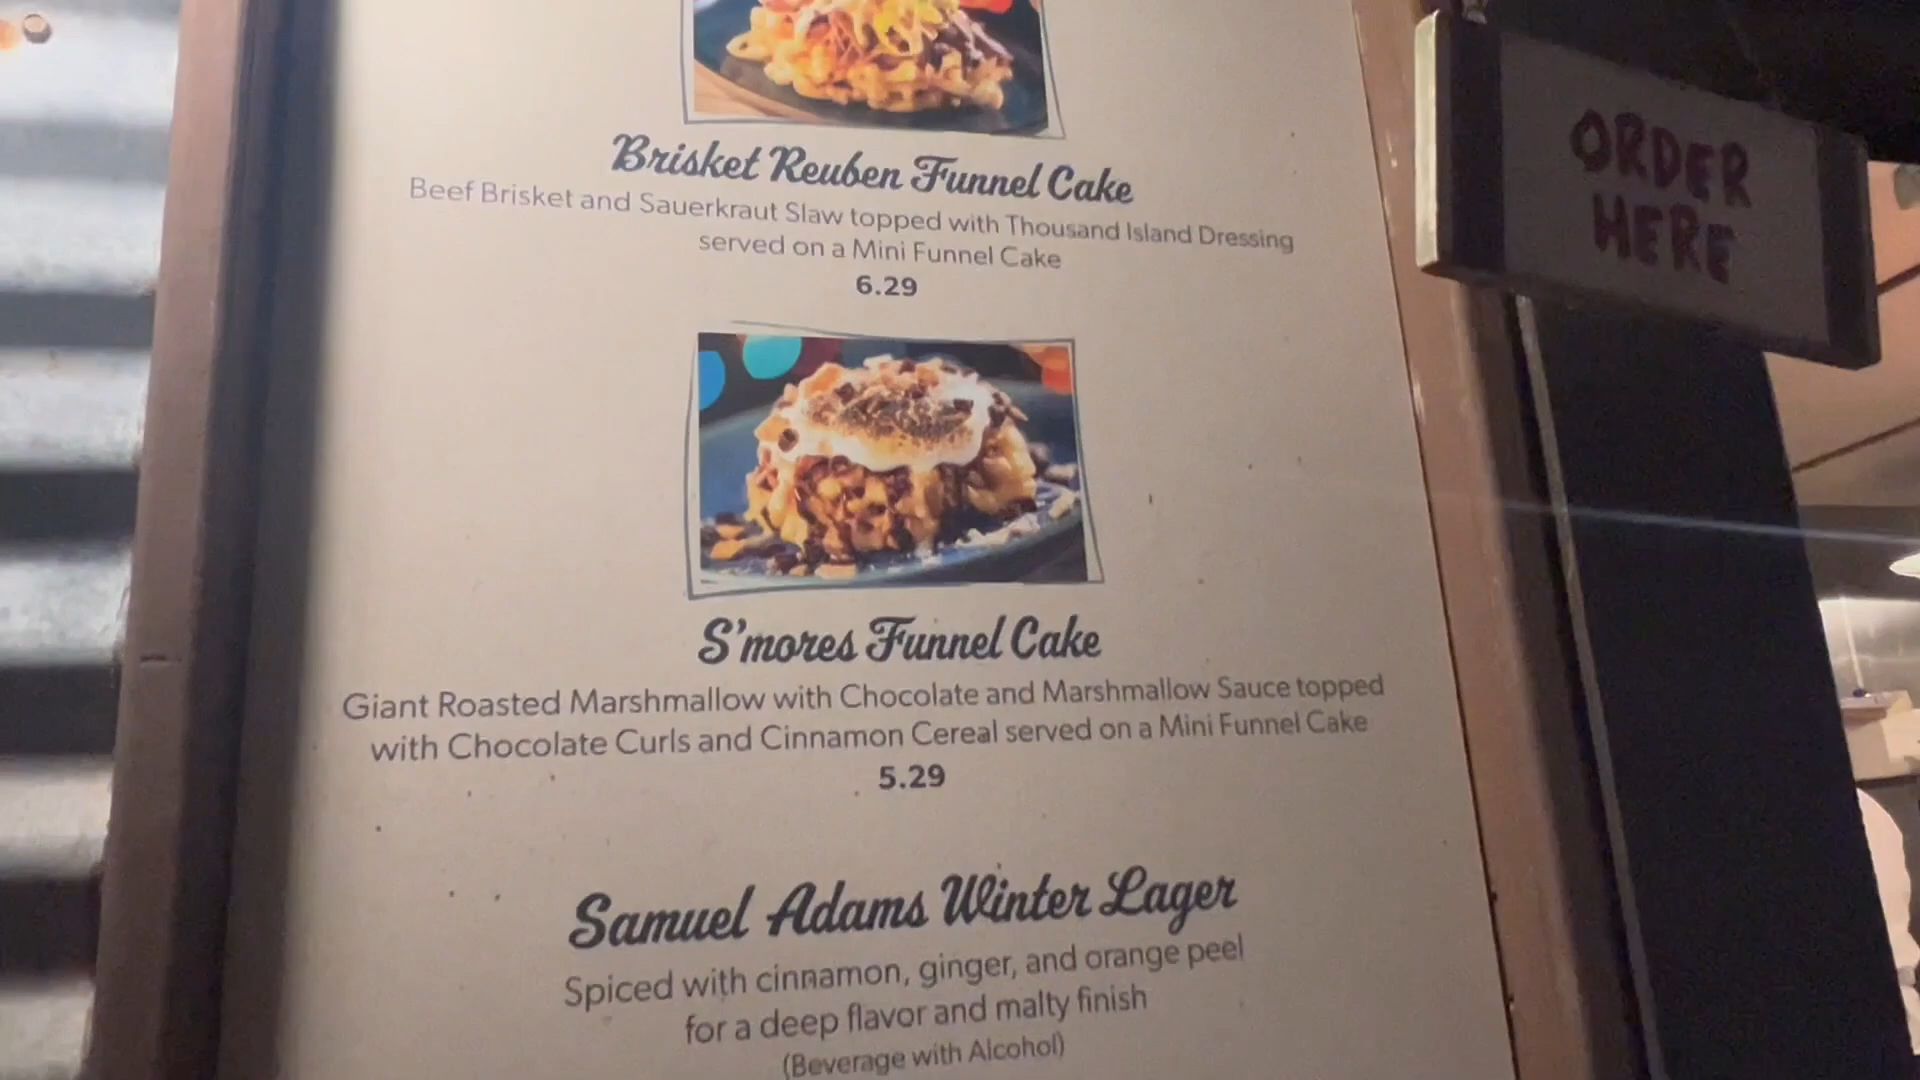 Brisket Reuben Funnel Cake
Beef Brisket and Sauerkraut Slaw topped with Thousand Island Dressing
served on a Mini Funnel Cake
6.29
S'mores Funnel Cake
Giant Roasted Marshmallow with Chocolate and Marshmallow Sauce topped
with Chocolate Curls and Cinnamon Cereal served on a Mini Funnel Cake
5.29
Samuel Adams Winter Lager
Spiced with cinnamon, ginger, and orange peel
for a deep flavor and malty finish
(Beverage with Alcohol)
ORDER
HERE